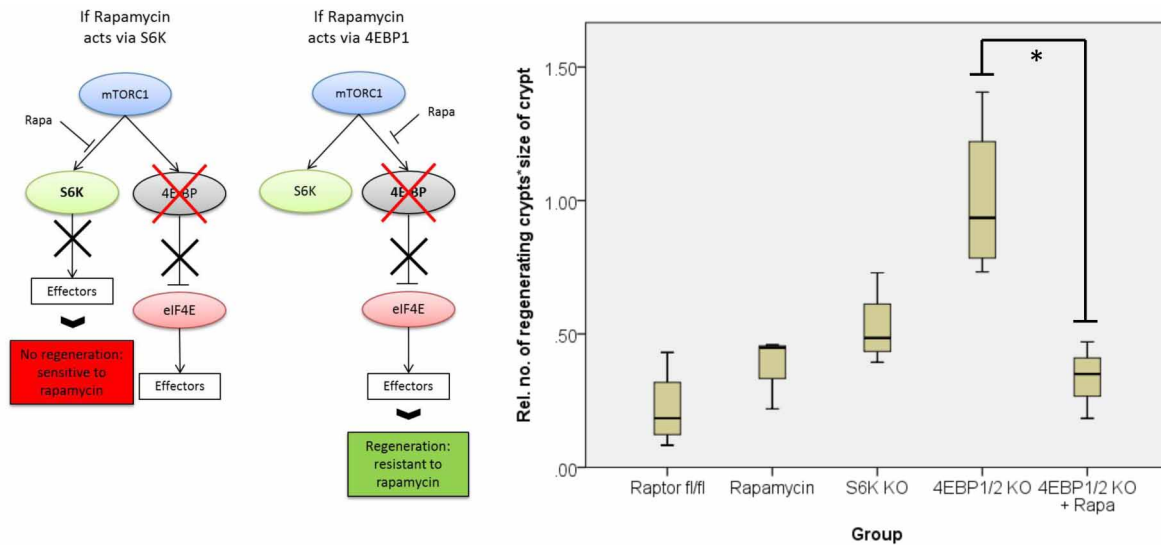 If Rapamycin
acts via S6K
mTORC1
Rapa
S6K
4E-BP
Effectors
eIF4E
No regeneration:
sensitive to
rapamycin
Effectors
If Rapamycin
acts via 4EBP1
mTORC1
Rapa
S6K
4E-BP
eIF4E
Effectors
Regeneration:
resistant to
rapamycin
Rel. no. of regenerating crypts*size of crypt
1.50
1.00
.50
.00
*
Raptor fl/fl
Rapamycin
S6K KO
4EBP1/2 KO
4EBP1/2 KO
+ Rapa
Group